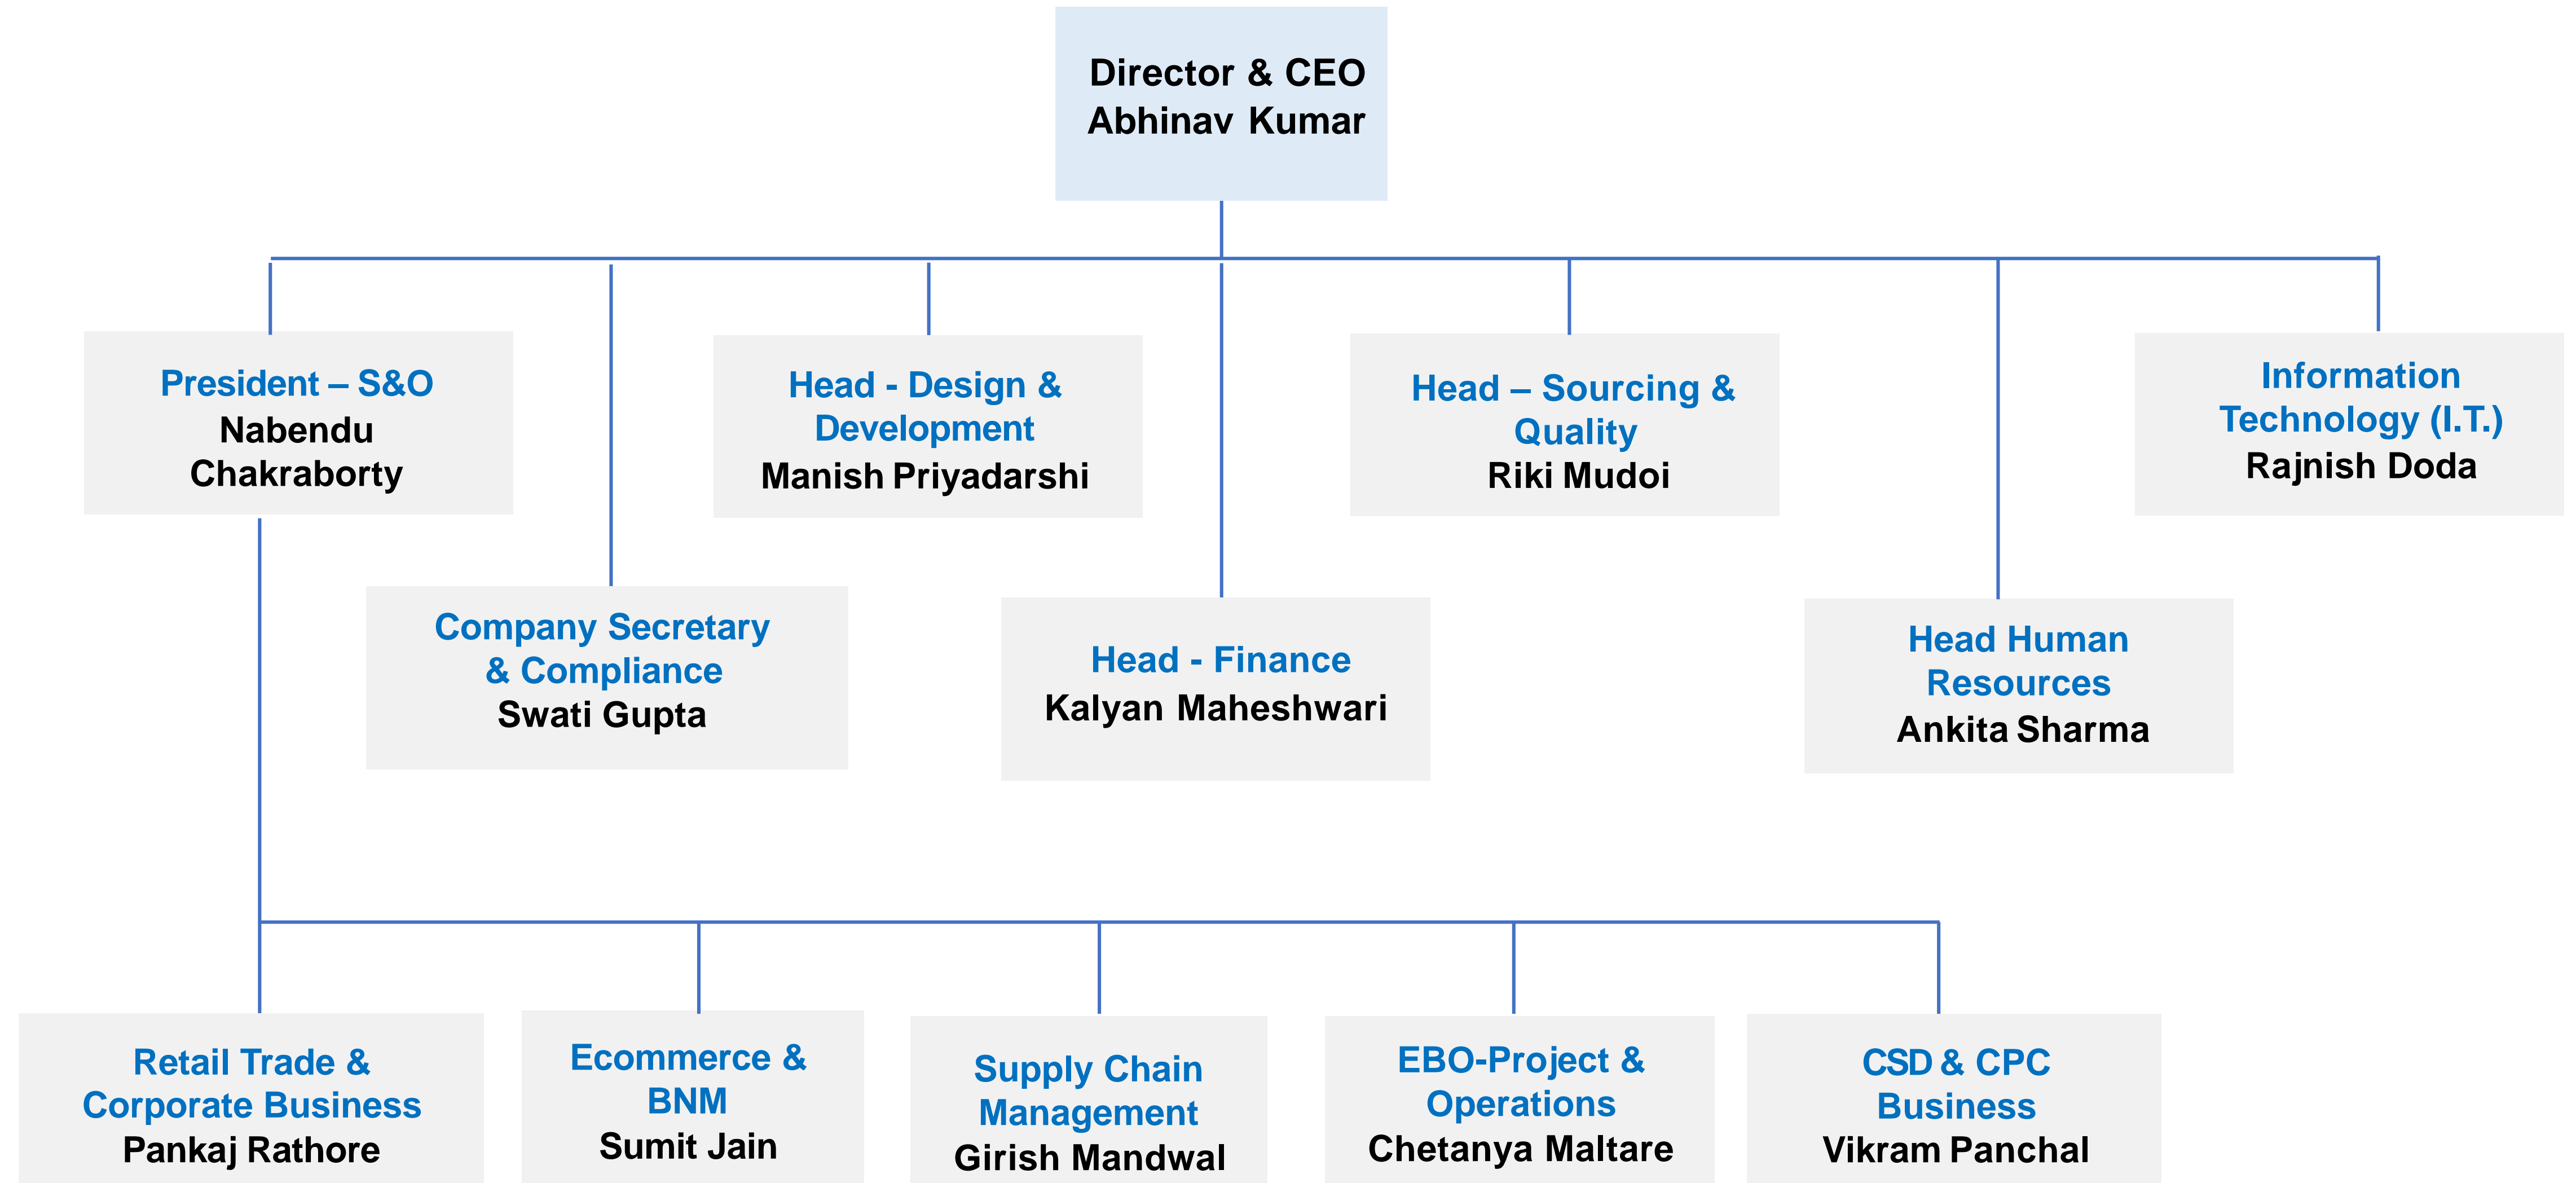 Director & CEO
Abhinav Kumar
President – S&O
Nabendu
Chakraborty
Head - Design &
Development
Manish Priyadarshi
Head – Sourcing &
Quality
Riki Mudoi
Information
Technology (I.T.)
Rajnish Doda
Company Secretary
& Compliance
Swati Gupta
Head - Finance
Kalyan Maheshwari
Head Human
Resources
Ankita Sharma
Retail Trade &
Corporate Business
Pankaj Rathore
Ecommerce &
BNM
Sumit Jain
Supply Chain
Management
Girish Mandwal
EBO-Project &
Operations
Chetanya Maltare
CSD & CPC
Business
Vikram Panchal